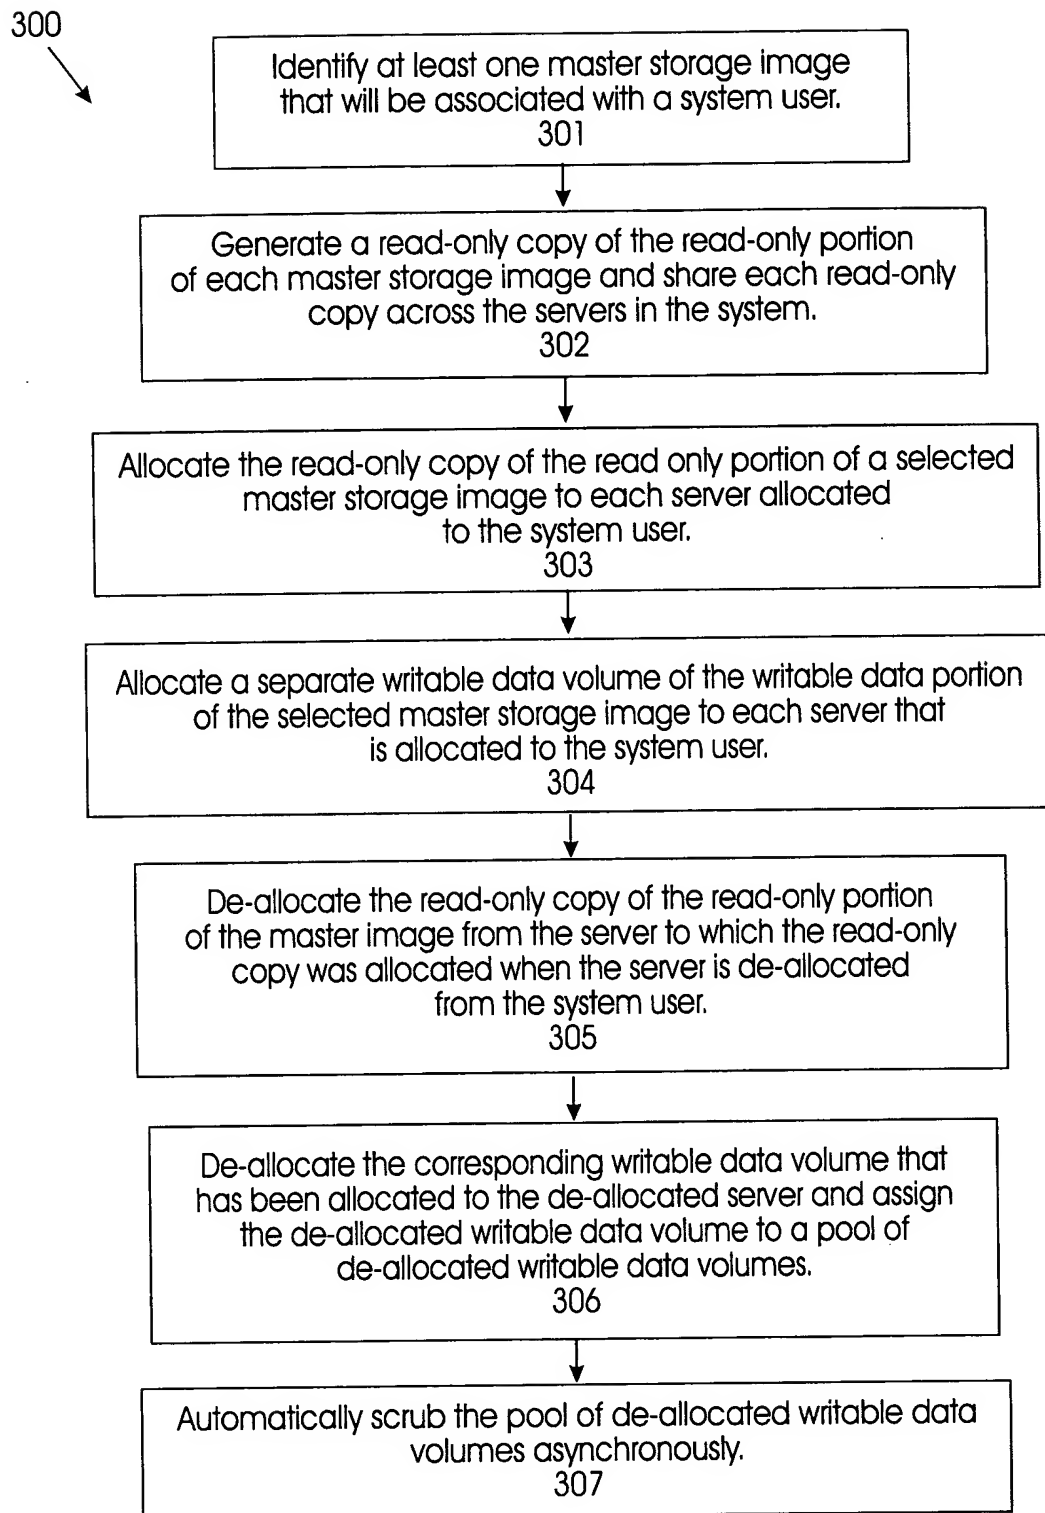 300
Identify at least one master storage image
that will be associated with a system user.
301
Generate a read-only copy of the read-only portion
of each master storage image and share each read-only
copy across the servers in the system.
302
Allocate the read-only copy of the read only portion of a selected
master storage image to each server allocated
to the system user.
303
Allocate a separate writable data volume of the writable data portion
of the selected master storage image to each server that
is allocated to the system user.
304
De-allocate the read-only copy of the read-only portion
of the master image from the server to which the read-only
copy was allocated when the server is de-allocated
from the system user.
305
De-allocate the corresponding writable data volume that
has been allocated to the de-allocated server and assign
the de-allocated writable data volume to a pool of
de-allocated writable data volumes.
306
Automatically scrub the pool of de-allocated writable data
volumes asynchronously.
307